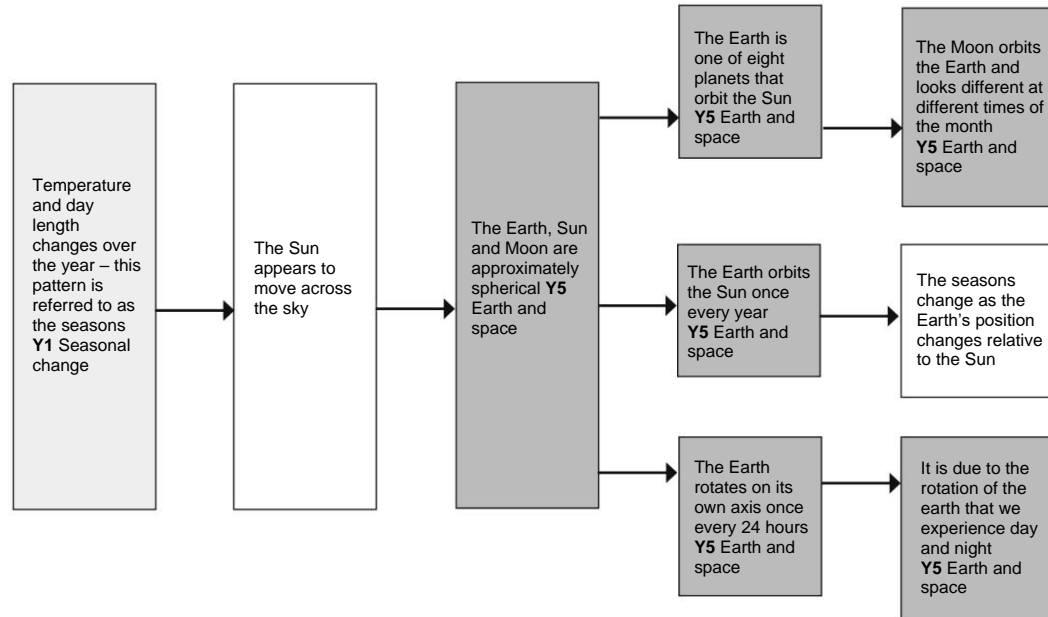 Temperature
and day
length
changes over
the year – this
pattern is
referred to as
the seasons
Y1 Seasonal
change
The Sun
appears to
move across
the sky
The Earth, Sun
and Moon are
approximately
spherical Y5
Earth and
space
The Earth is
one of eight
planets that
orbit the Sun
Y5 Earth and
space
The Moon orbits
the Earth and
looks different at
different times of
the month
Y5 Earth and
space
The Earth orbits
the Sun once
every year
Y5 Earth and
space
The seasons
change as the
Earth’s position
changes relative
to the Sun
The Earth
rotates on its
own axis once
every 24 hours
Y5 Earth and
space
It is due to the
rotation of the
earth that we
experience day
and night
Y5 Earth and
space